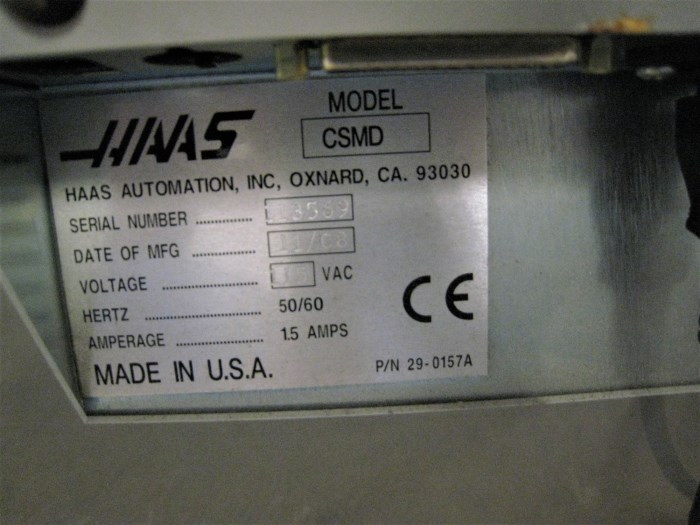 HAAS
MODEL
CSMD
HAAS AUTOMATION, INC, OXNARD, CA. 93030
SERIAL NUMBER ...............
DATE OF MFG ..................
VOLTAGE ........................ VAC
HERTZ ........................ 50/60
AMPERAGE ...................... 1.5 AMPS
CE
MADE IN U.S.A.
P/N 29-0157A